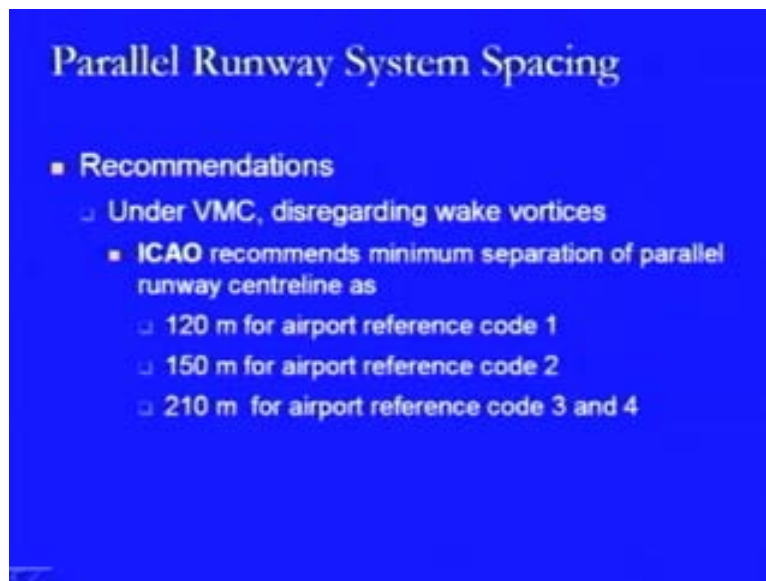 Parallel Runway System Spacing
Recommendations
Under VMC, disregarding wake vortices
ICAO recommends minimum separation of parallel
runway centreline as
120 m for airport reference code 1
150 m for airport reference code 2
210 m for airport reference code 3 and 4